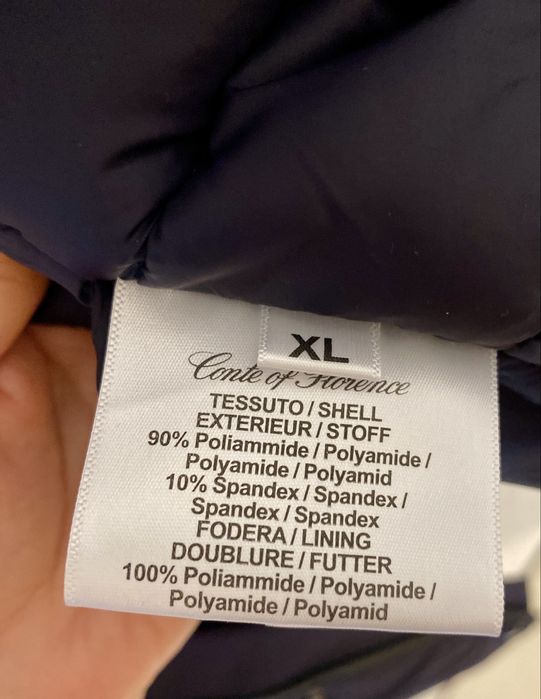 XL
Conte of Florence
TESSUTO / SHELL
EXTERIEUR / STOFF
90% Poliammide / Polyamide /
Polyamide / Polyamid
10% Spandex / Spandex /
Spandex / Spandex
FODERA / LINING
DOUBLURE / FUTTER
100% Poliammide / Polyamide /
Polyamide / Polyamid